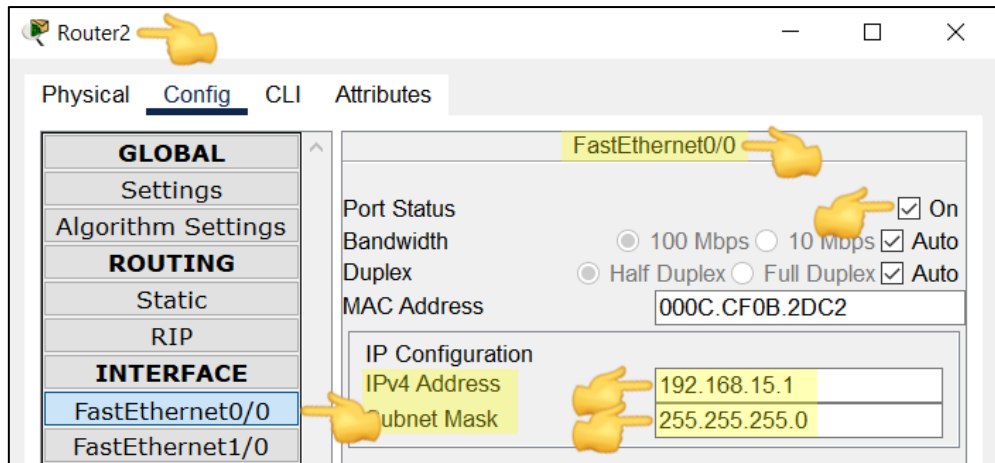 Router2
Physical Config CLI Attributes
GLOBAL
Settings
Algorithm Settings
ROUTING
Static
RIP
INTERFACE
FastEthernet0/0
FastEthernet1/0
FastEthernet0/0
Port Status On
Bandwidth 100 Mbps 10 Mbps Auto
Duplex Half Duplex Full Duplex Auto
MAC Address 000C.CF0B.2DC2
IP Configuration
IPv4 Address 192.168.15.1
Subnet Mask 255.255.255.0